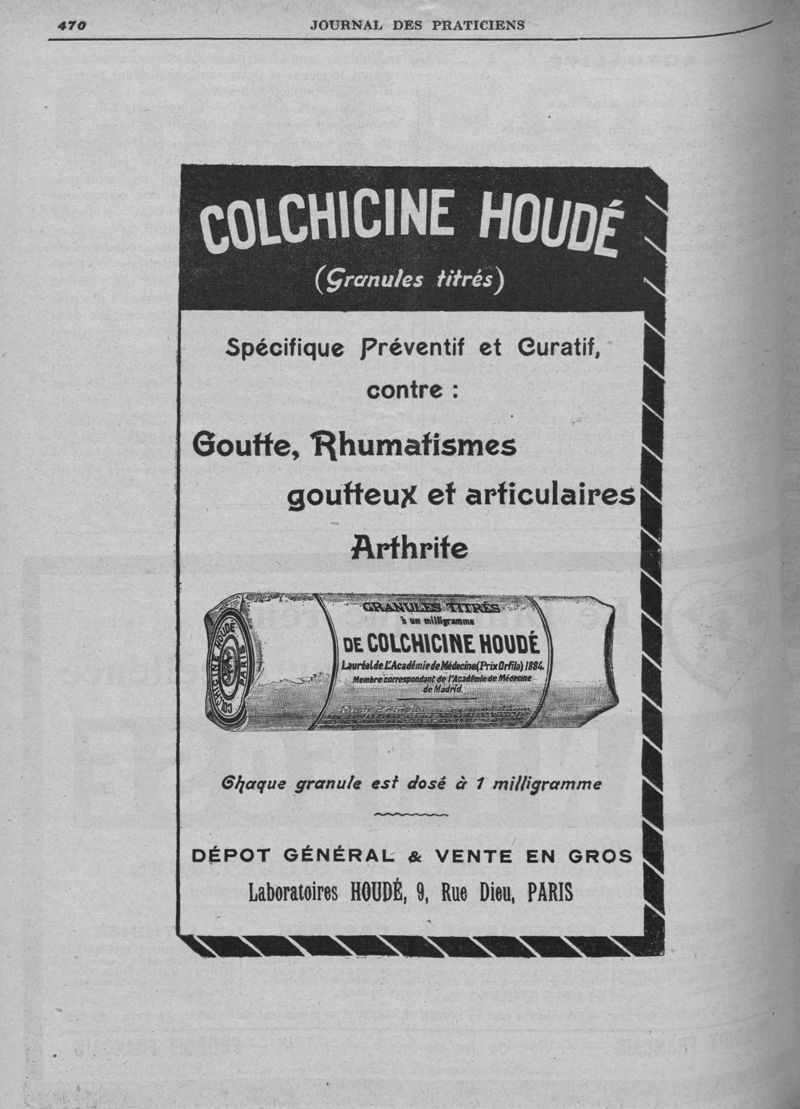 470
JOURNAL DES PRATICIENS
COLCHICINE HOUDÉ
(Granules titrés)
Spécifique Préventif et Curatif,
contre :
Goutte, Rhumatismes
goutteux et articulaires
Arthrite
GRANULES TITRÉS
à un milligramme
DE COLCHICINE HOUDÉ
Lauréat de L'Académie de Médecine (Prix Orfila) 1884.
Membre correspondant de l'Académie de Médecine
de Madrid.
COLCHICINE HOUDÉ
PARIS
Chaque granule est dosé à 1 milligramme
DÉPOT GÉNÉRAL & VENTE EN GROS
Laboratoires HOUDÉ, 9, Rue Dieu, PARIS